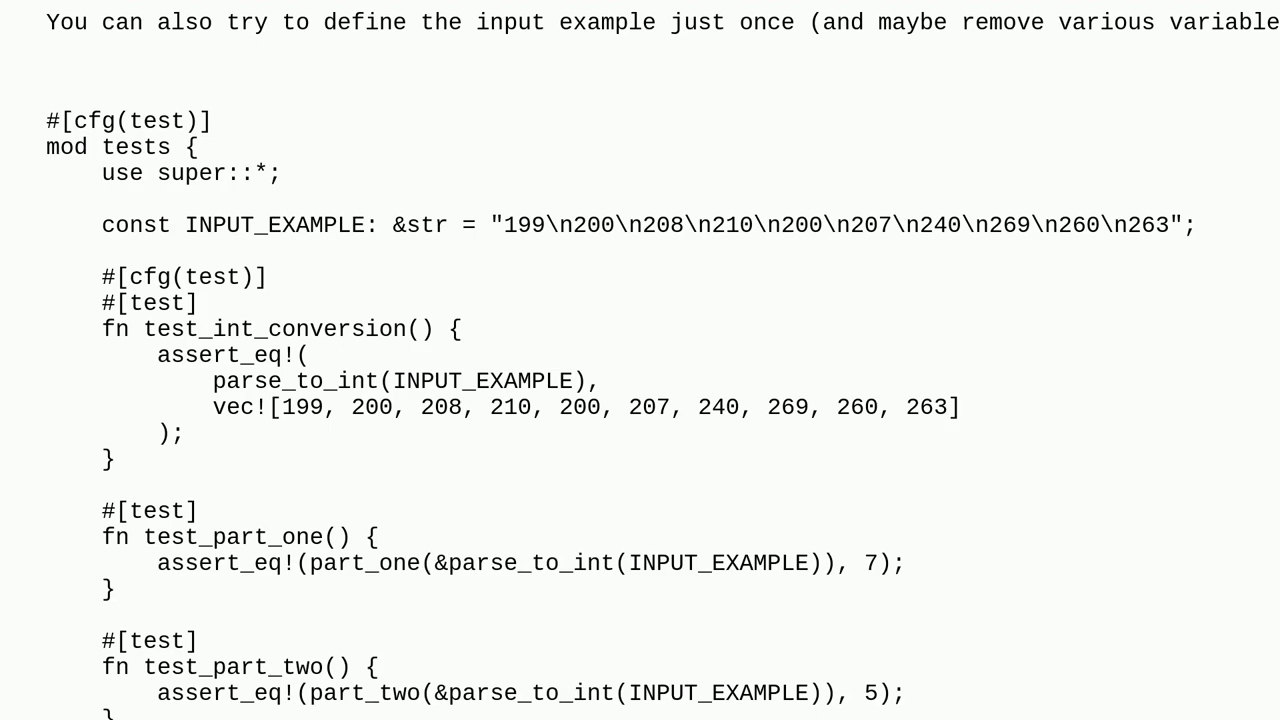 You can also try to define the input example just once (and maybe remove various variable
#[cfg(test)]
mod tests {
    use super::*;
    const INPUT_EXAMPLE: &str = "199\n200\n208\n210\n200\n207\n240\n269\n260\n263";
    #[cfg(test)]
    #[test]
    fn test_int_conversion() {
        assert_eq!(
            parse_to_int(INPUT_EXAMPLE),
            vec![199, 200, 208, 210, 200, 207, 240, 269, 260, 263]
        );
    }
    #[test]
    fn test_part_one() {
        assert_eq!(part_one(&parse_to_int(INPUT_EXAMPLE)), 7);
    }
    #[test]
    fn test_part_two() {
        assert_eq!(part_two(&parse_to_int(INPUT_EXAMPLE)), 5);
    }